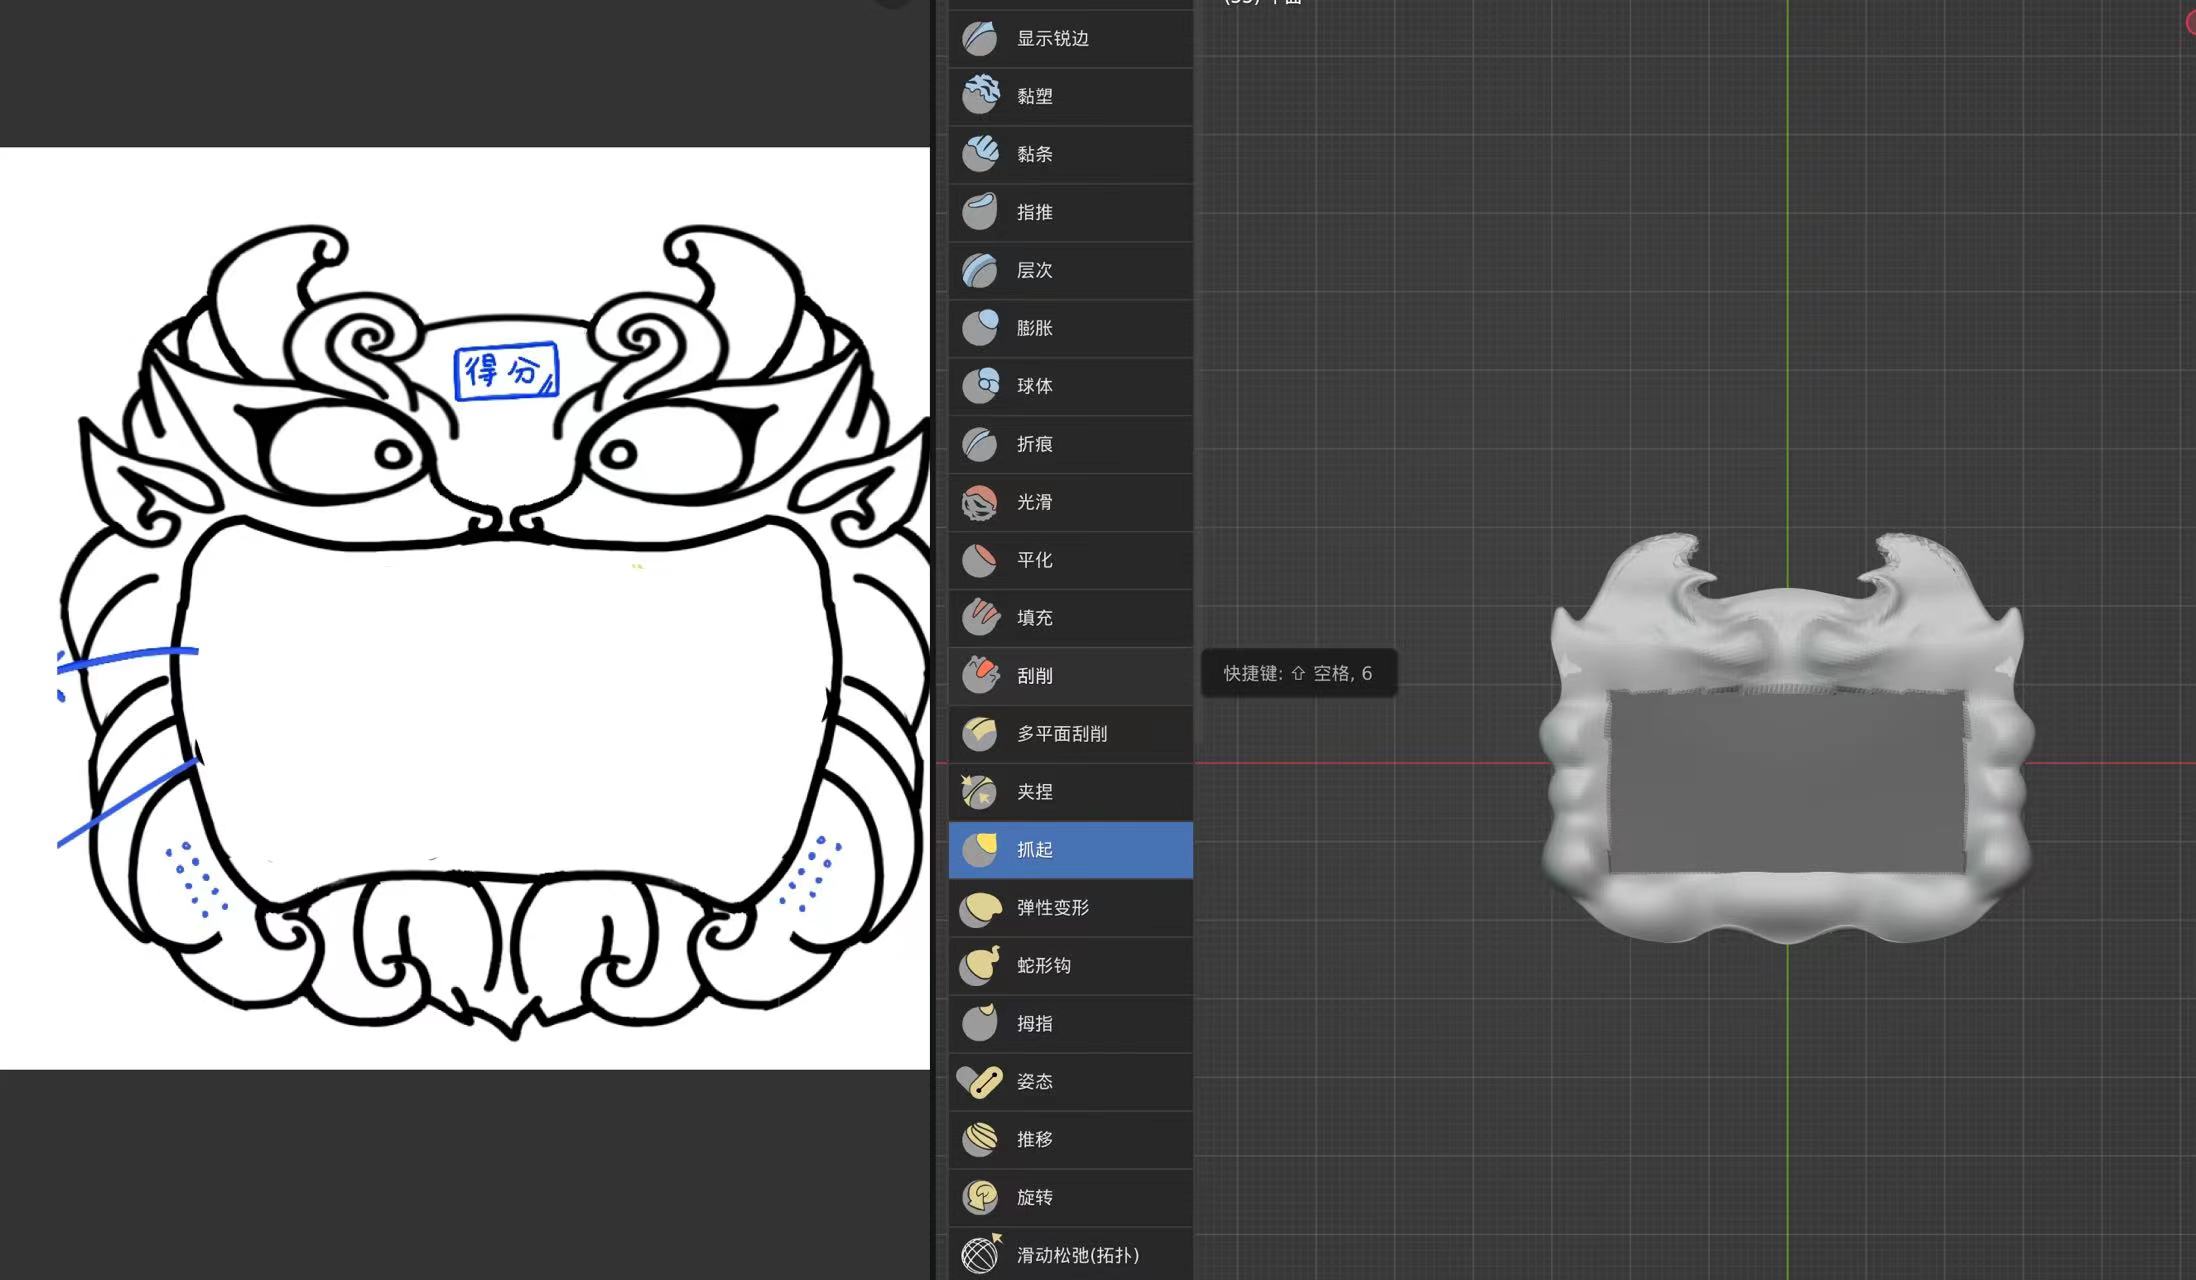 得分
显示锐边
黏塑
黏条
指推
层次
膨胀
球体
折痕
光滑
平化
填充
刮削
多平面刮削
夹捏
抓起
弹性变形
蛇形钩
拇指
姿态
推移
旋转
滑动松弛(拓扑)
快捷键: ⇧ 空格, 6